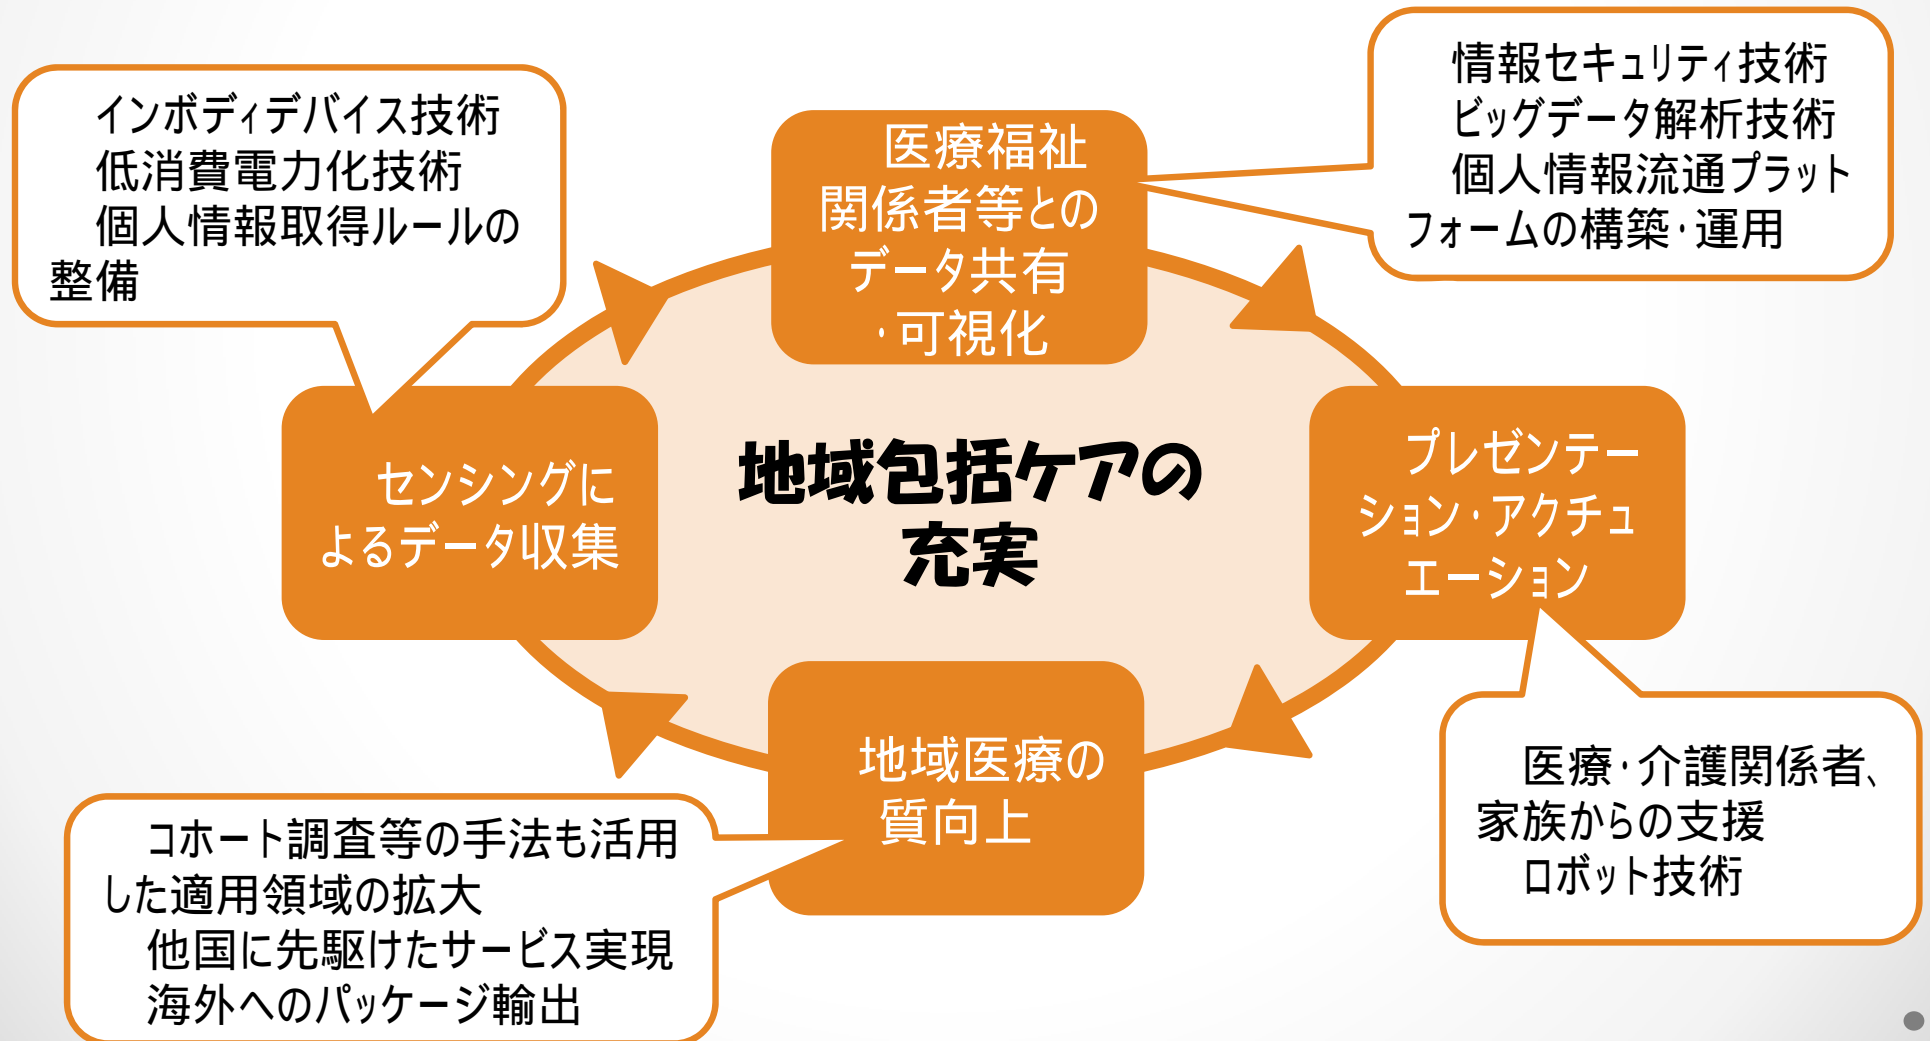 インボディデバイス技術
低消費電力化技術
個人情報取得ルールの
整備
医療福祉
関係者等との
データ共有
・可視化
情報セキュリティ技術
ビッグデータ解析技術
個人情報流通プラット
フォームの構築・運用
センシングに
よるデータ収集
地域包括ケアの
充実
プレゼンテー
ション・アクチュ
エーション
地域医療の
質向上
コホート調査等の手法も活用
した適用領域の拡大
他国に先駆けたサービス実現
海外へのパッケージ輸出
医療・介護関係者、
家族からの支援
ロボット技術